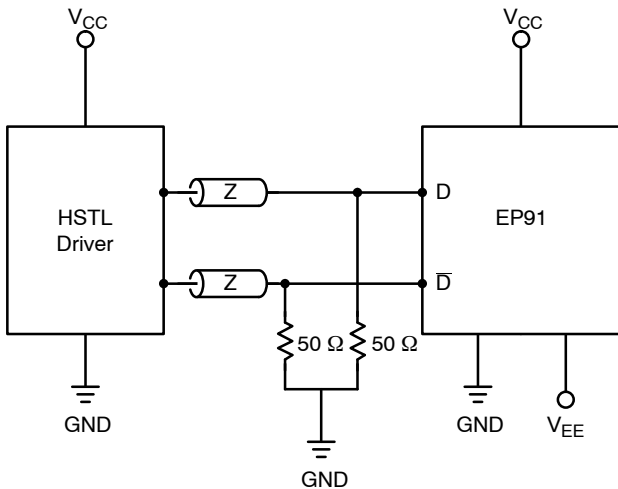 V_CC V_CC
Z D
HSTL EP91
Driver
Z D̅
50 Ω 50 Ω
GND GND V_EE
GND